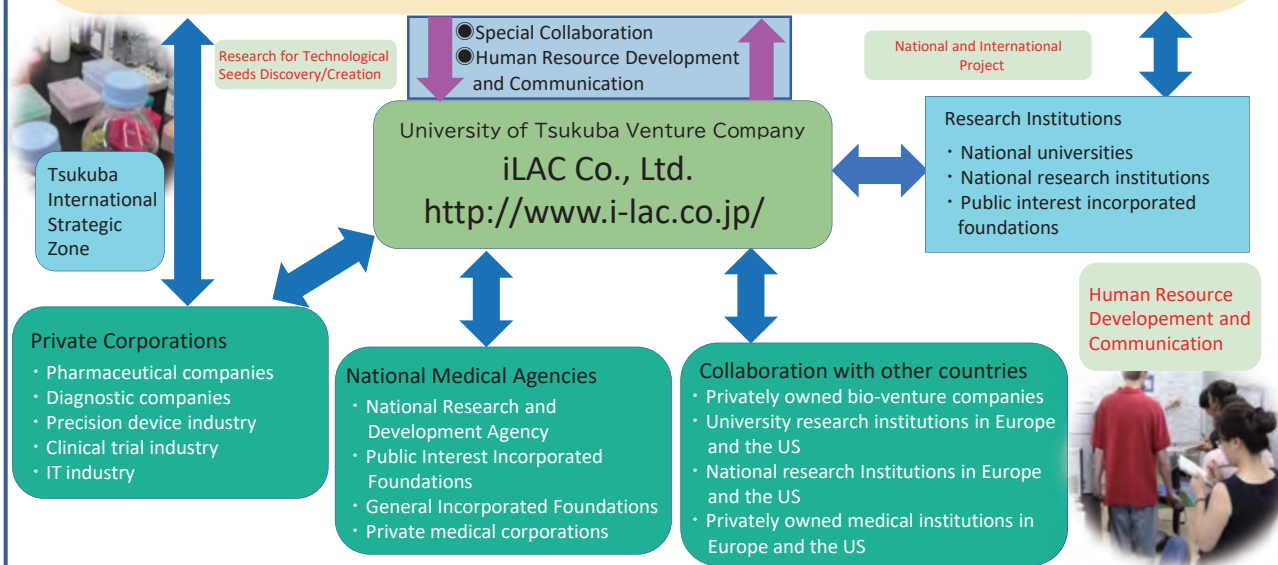 Research for Technological
Seeds Discovery/Creation
◉Special Collaboration
◉Human Resource Development
and Communication
National and International
Project
University of Tsukuba Venture Company
iLAC Co., Ltd.
http://www.i-lac.co.jp/
Research Institutions
・National universities
・National research institutions
・Public interest incorporated
foundations
Tsukuba
International
Strategic
Zone
Human Resource
Developement and
Communication
Private Corporations
・Pharmaceutical companies
・Diagnostic companies
・Precision device industry
・Clinical trial industry
・IT industry
National Medical Agencies
・National Research and
Development Agency
・Public Interest Incorporated
Foundations
・General Incorporated Foundations
・Private medical corporations
Collaboration with other countries
・Privately owned bio-venture companies
・University research institutions in Europe
and the US
・National research Institutions in Europe
and the US
・Privately owned medical institutions in
Europe and the US